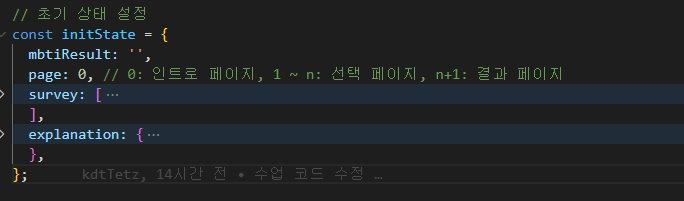 // 초기 상태 설정
const initState = {
mbtiResult: '',
page: 0, // 0: 인트로 페이지, 1 ~ n: 선택 페이지, n+1: 결과 페이지
survey: [ ...
],
explanation: { ...
},
};
kdtTetz, 14시간 전 • 수업 코드 수정 …